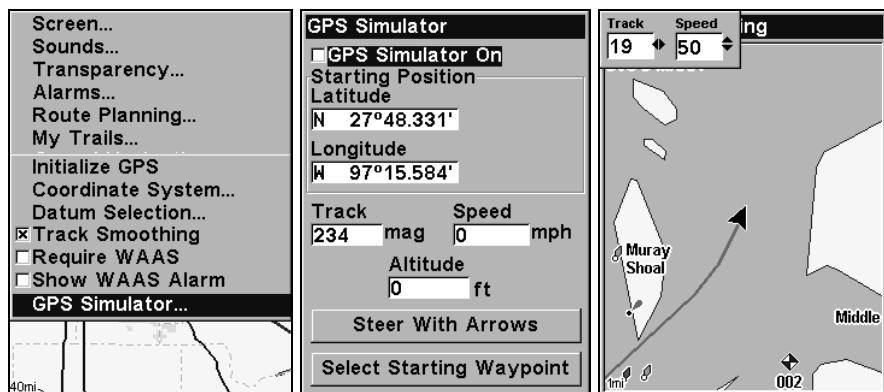 Screen...
Sounds...
Transparency...
Alarms...
Route Planning...
My Trails...
Initialize GPS
Coordinate System...
Datum Selection...
Track Smoothing
Require WAAS
Show WAAS Alarm
GPS Simulator...
40mi
GPS Simulator
GPS Simulator On
Starting Position
Latitude
N 27°48.331'
Longitude
W 97°15.584'
Track Speed
234 mag 0 mph
Altitude
0 ft
Steer With Arrows
Select Starting Waypoint
Track Speed
19 50
ing
Muray
Shoal
Middle
002
1mi